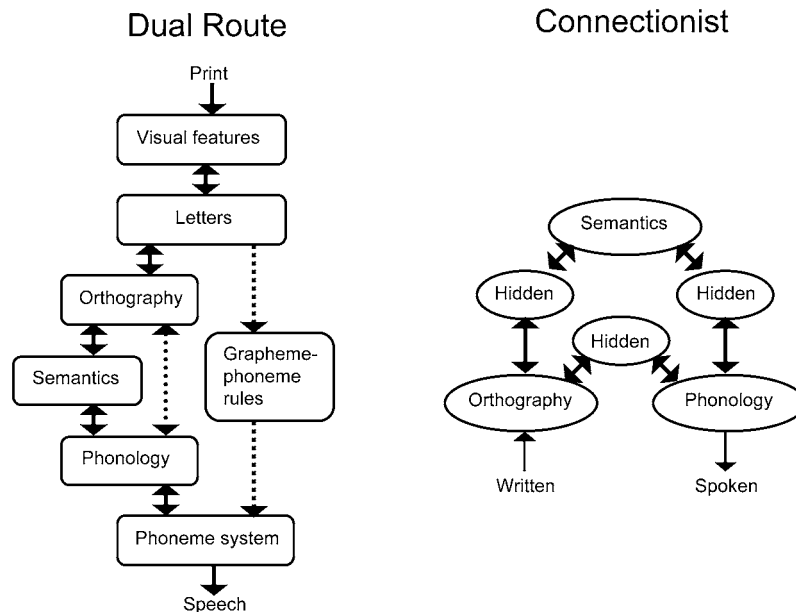 Dual Route
Print
Visual features
Letters
Orthography
Semantics
Grapheme-
phoneme
rules
Phonology
Phoneme system
Speech
Connectionist
Semantics
Hidden
Hidden
Hidden
Orthography
Phonology
Written
Spoken